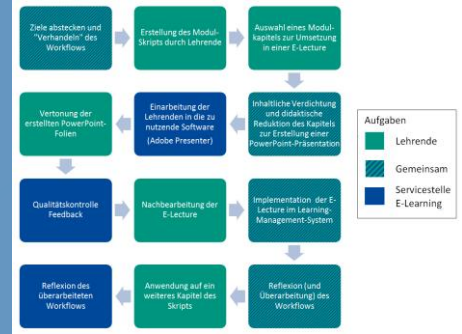 Ziele abstecken und
"Verhandeln" des
Workflows
Erstellung des Modul-
Skripts durch Lehrende
Auswahl eines Modul-
kapitels zur Umsetzung
in einer E-Lecture
Inhaltliche Verdichtung
und didaktische
Reduktion des Kapitels
zur Erstellung einer
PowerPoint-Präsentation
Einarbeitung der
Lehrenden in die zu
nutzende Software
(Adobe Presenter)
Vertonung der
erstellten PowerPoint-
Folien
Qualitätskontrolle
Feedback
Nachbearbeitung der
E-Lecture
Implementation der E-
Lecture im Learning-
Management-System
Reflexion (und
Überarbeitung) des
Workflows
Anwendung auf ein
weiteres Kapitel des
Skripts
Reflexion des
überarbeiteten
Workflows
Aufgaben
Lehrende
Gemeinsam
Servicestelle
E-Learning